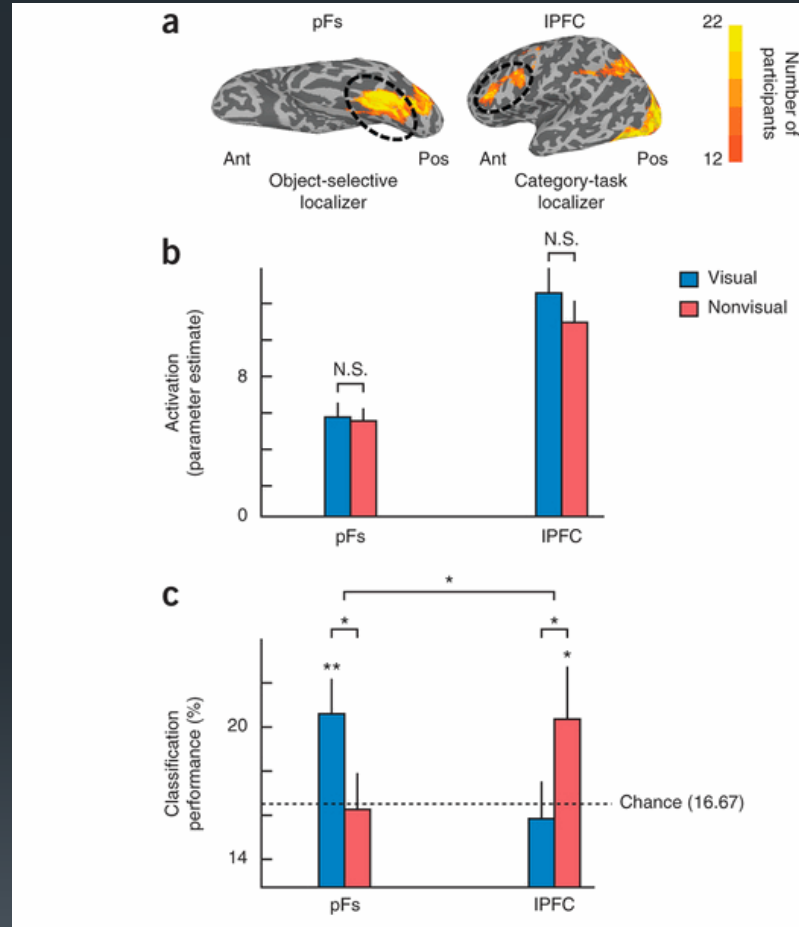 a
pFs
lPFC
22
Number of
participants
12
Ant
Pos
Ant
Pos
Object-selective
localizer
Category-task
localizer
b
N.S.
Visual
Nonvisual
Activation
(parameter estimate)
8
N.S.
0
pFs
lPFC
c
*
*
*
**
*
Classification
performance (%)
20
Chance (16.67)
14
pFs
lPFC